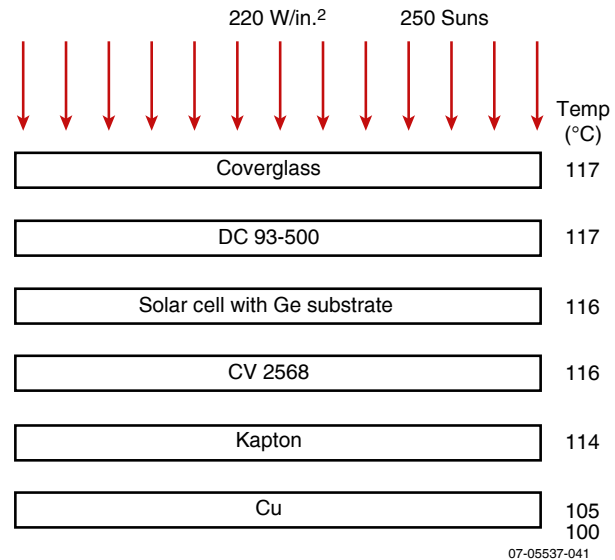 220 W/in.² 250 Suns
Temp
(°C)
Coverglass 117
DC 93-500 117
Solar cell with Ge substrate 116
CV 2568 116
Kapton 114
Cu 105
100
07-05537-041